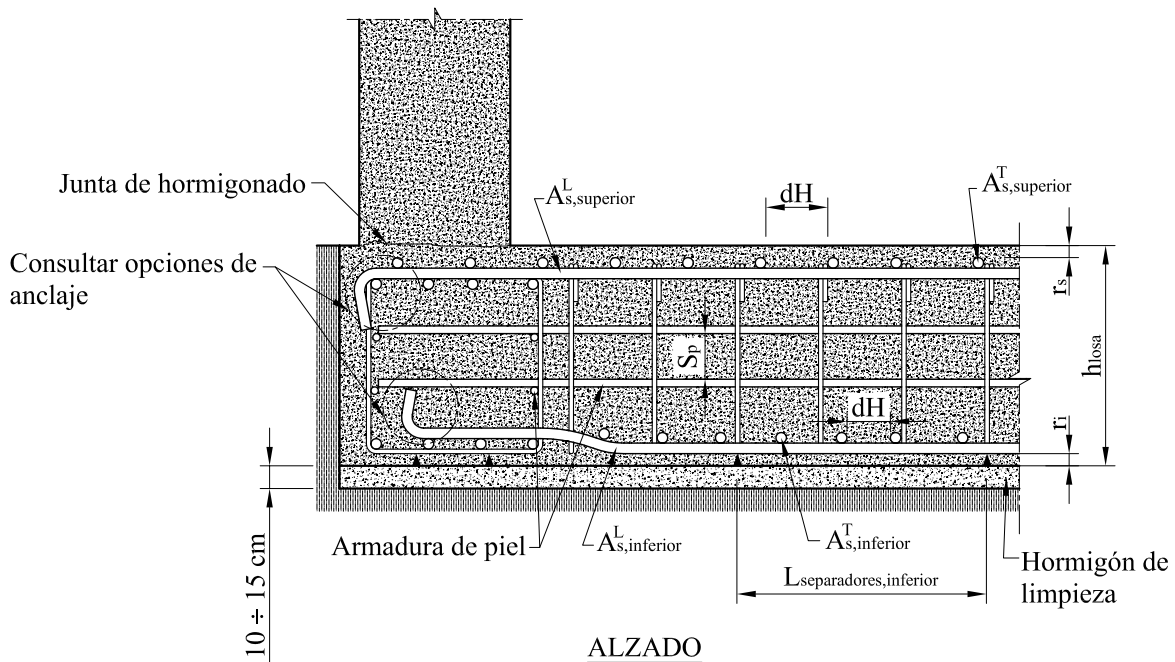 Junta de hormigonado
A^L_s,superior
dH
A^T_s,superior
Consultar opciones de
anclaje
r_s
S_p
h_losa
dH
r_i
Armadura de piel
A^L_s,inferior
A^T_s,inferior
Hormigón de
limpieza
L_separadores,inferior
10 ÷ 15 cm
ALZADO